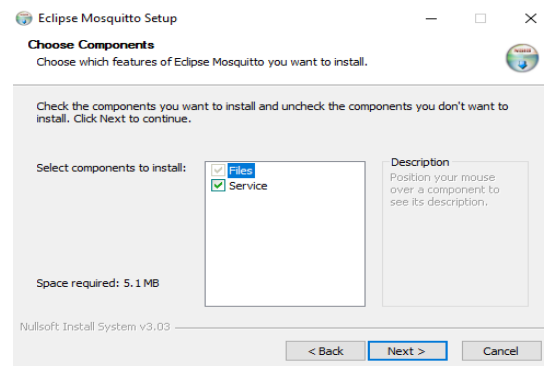 Eclipse Mosquitto Setup
Choose Components
Choose which features of Eclipse Mosquitto you want to install.
Check the components you want to install and uncheck the components you don't want to
install. Click Next to continue.
Select components to install:
Files
Service
Description
Position your mouse
over a component to
see its description.
Space required: 5.1 MB
Nullsoft Install System v3.03
< Back
Next >
Cancel